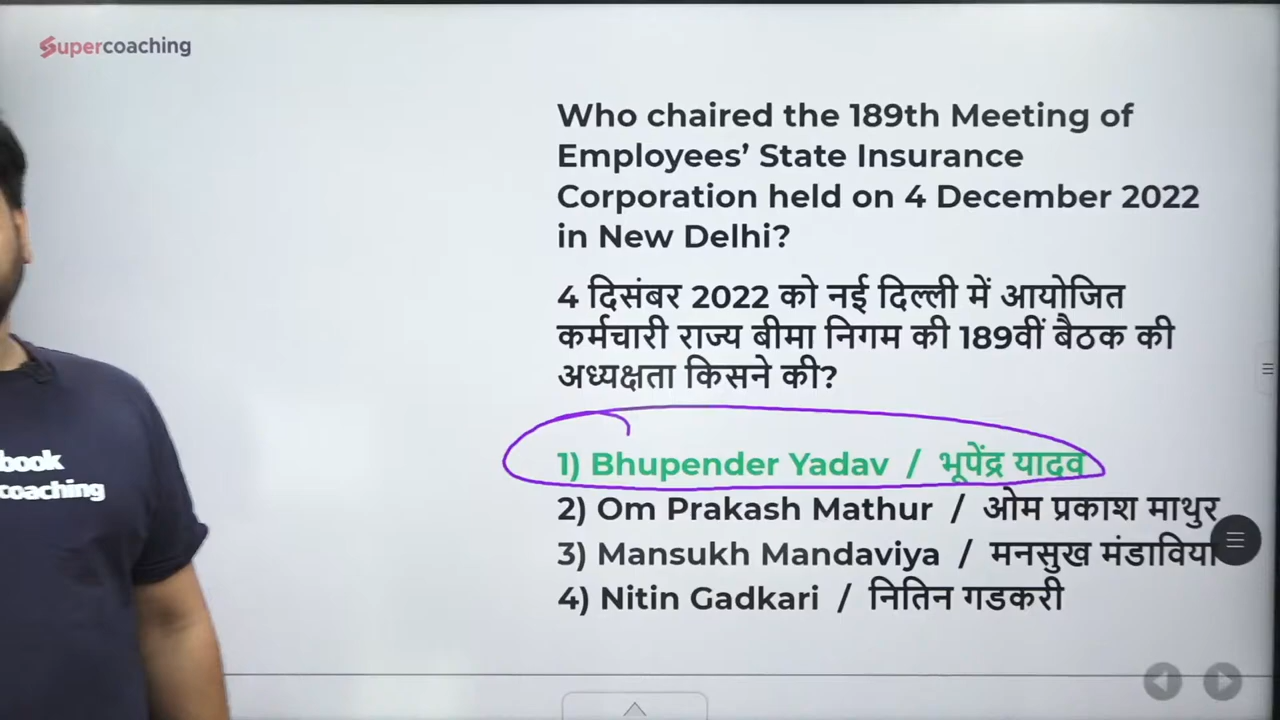 Supercoaching
Who chaired the 189th Meeting of
Employees’ State Insurance
Corporation held on 4 December 2022
in New Delhi?
4 दिसंबर 2022 को नई दिल्ली में आयोजित
कर्मचारी राज्य बीमा निगम की 189वीं बैठक की
अध्यक्षता किसने की?
1) Bhupender Yadav / भूपेंद्र यादव
2) Om Prakash Mathur / ओम प्रकाश माथुर
3) Mansukh Mandaviya / मनसुख मंडाविया
4) Nitin Gadkari / नितिन गडकरी
book
coaching